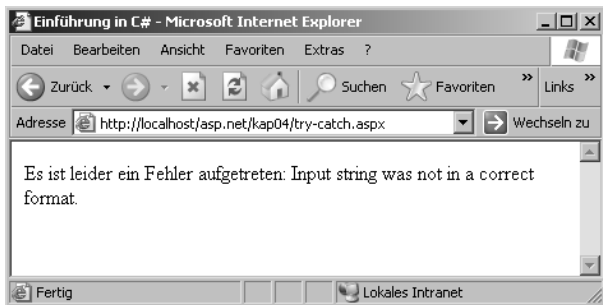 Einführung in C# - Microsoft Internet Explorer
Datei Bearbeiten Ansicht Favoriten Extras ?
Zurück Suchen Favoriten » Links »
Adresse http://localhost/asp.net/kap04/try-catch.aspx Wechseln zu
Es ist leider ein Fehler aufgetreten: Input string was not in a correct
format.
Fertig Lokales Intranet